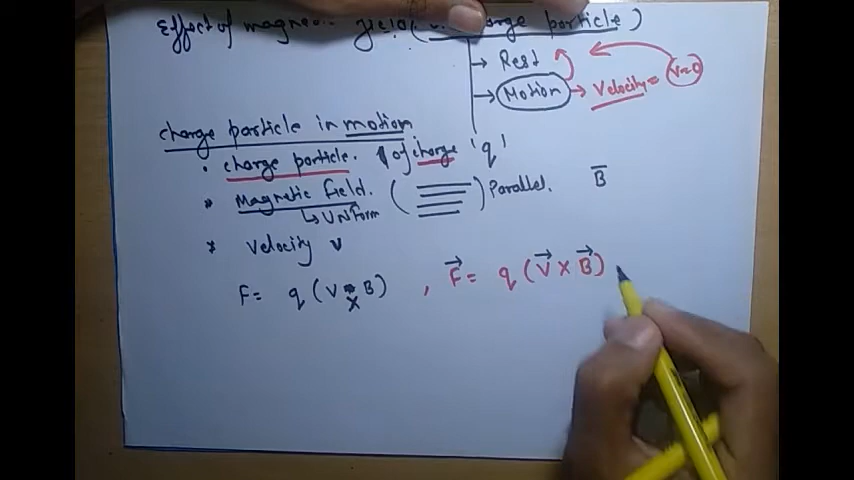 Effect of magne... field (... charge particle)
→ Rest
→ Motion → Velocity = V=0
charge particle in motion
• charge particle. of charge 'q'
* Magnetic field. ( ) Parallel. B̅
↳ Uniform
* Velocity v
F = q (V × B) , F⃗ = q (V⃗ × B⃗)